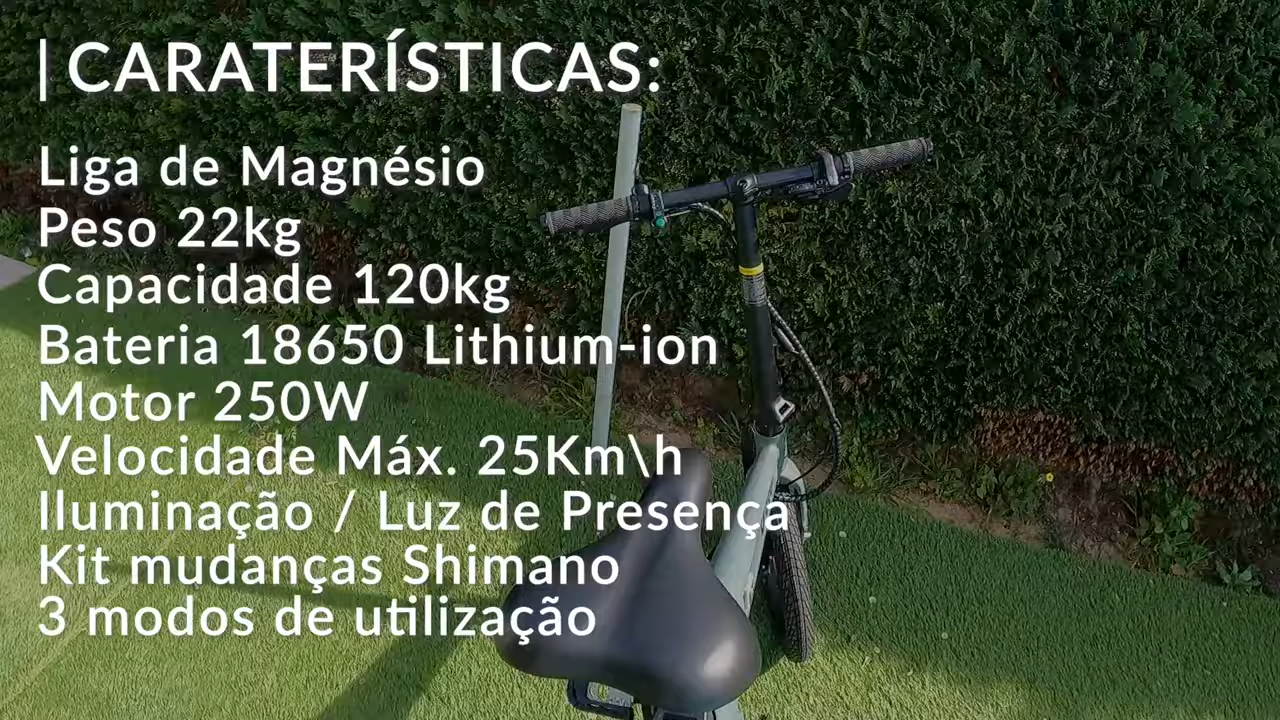 | CARATERÍSTICAS:
Liga de Magnésio
Peso 22kg
Capacidade 120kg
Bateria 18650 Lithium-ion
Motor 250W
Velocidade Máx. 25Km\h
Iluminação / Luz de Presença
Kit mudanças Shimano
3 modos de utilização